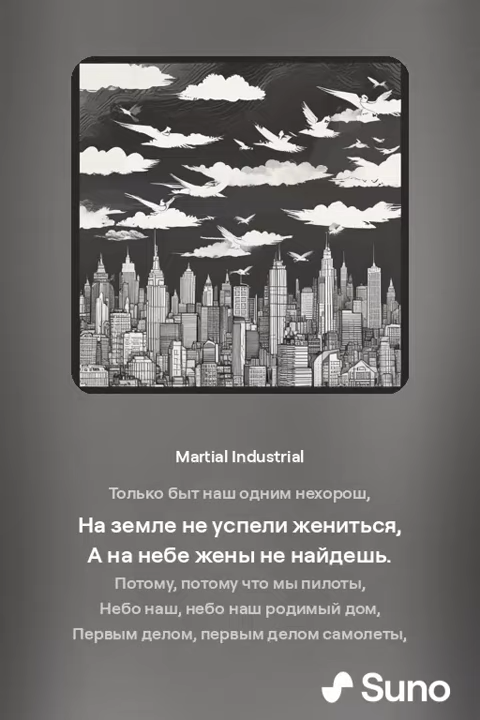 Martial Industrial
Только быт наш одним нехорош,
На земле не успели жениться,
А на небе жены не найдешь.
Потому, потому что мы пилоты,
Небо наш, небо наш родимый дом,
Первым делом, первым делом самолеты,
Suno